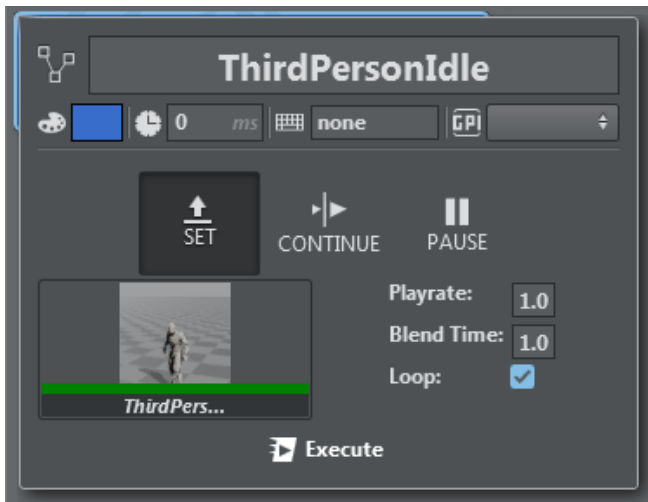 ThirdPersonIdle
0 ms none GPI
SET CONTINUE PAUSE
Playrate: 1.0
Blend Time: 1.0
Loop:
ThirdPers...
Execute